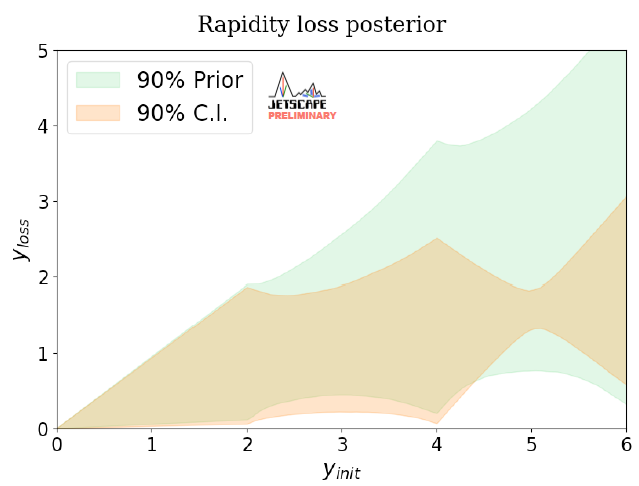 Rapidity loss posterior
90% Prior
90% C.I.
JETSCAPE
PRELIMINARY
5
4
3
2
1
0
y_loss
0 1 2 3 4 5 6
y_init